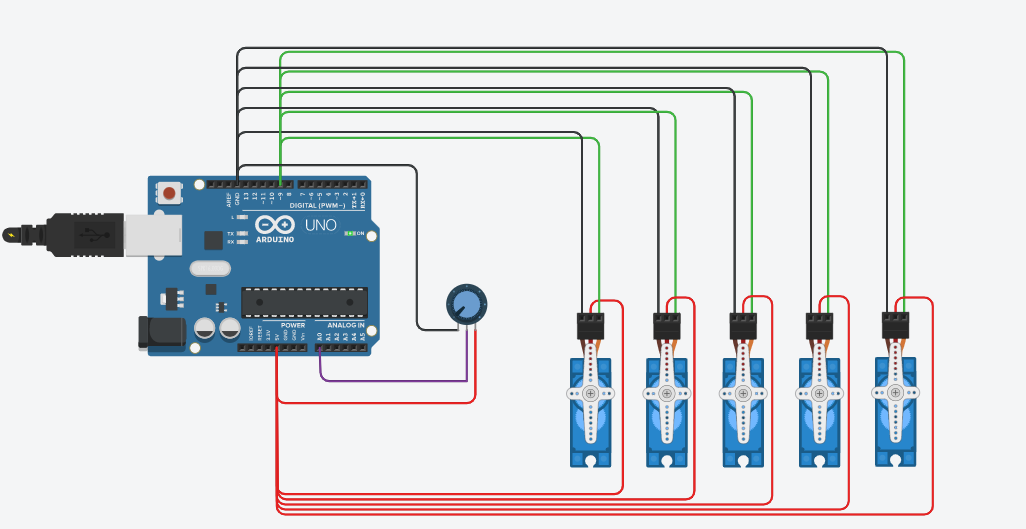 AREF
GND
13
12
~11
~10
~9
8
7
~6
~5
4
~3
2
TX→1
RX←0
DIGITAL (PWM~)
L
TX
RX
UNO
ON
ARDUINO
POWER
ANALOG IN
IOREF
RESET
3.3V
5V
GND
GND
Vin
A0
A1
A2
A3
A4
A5